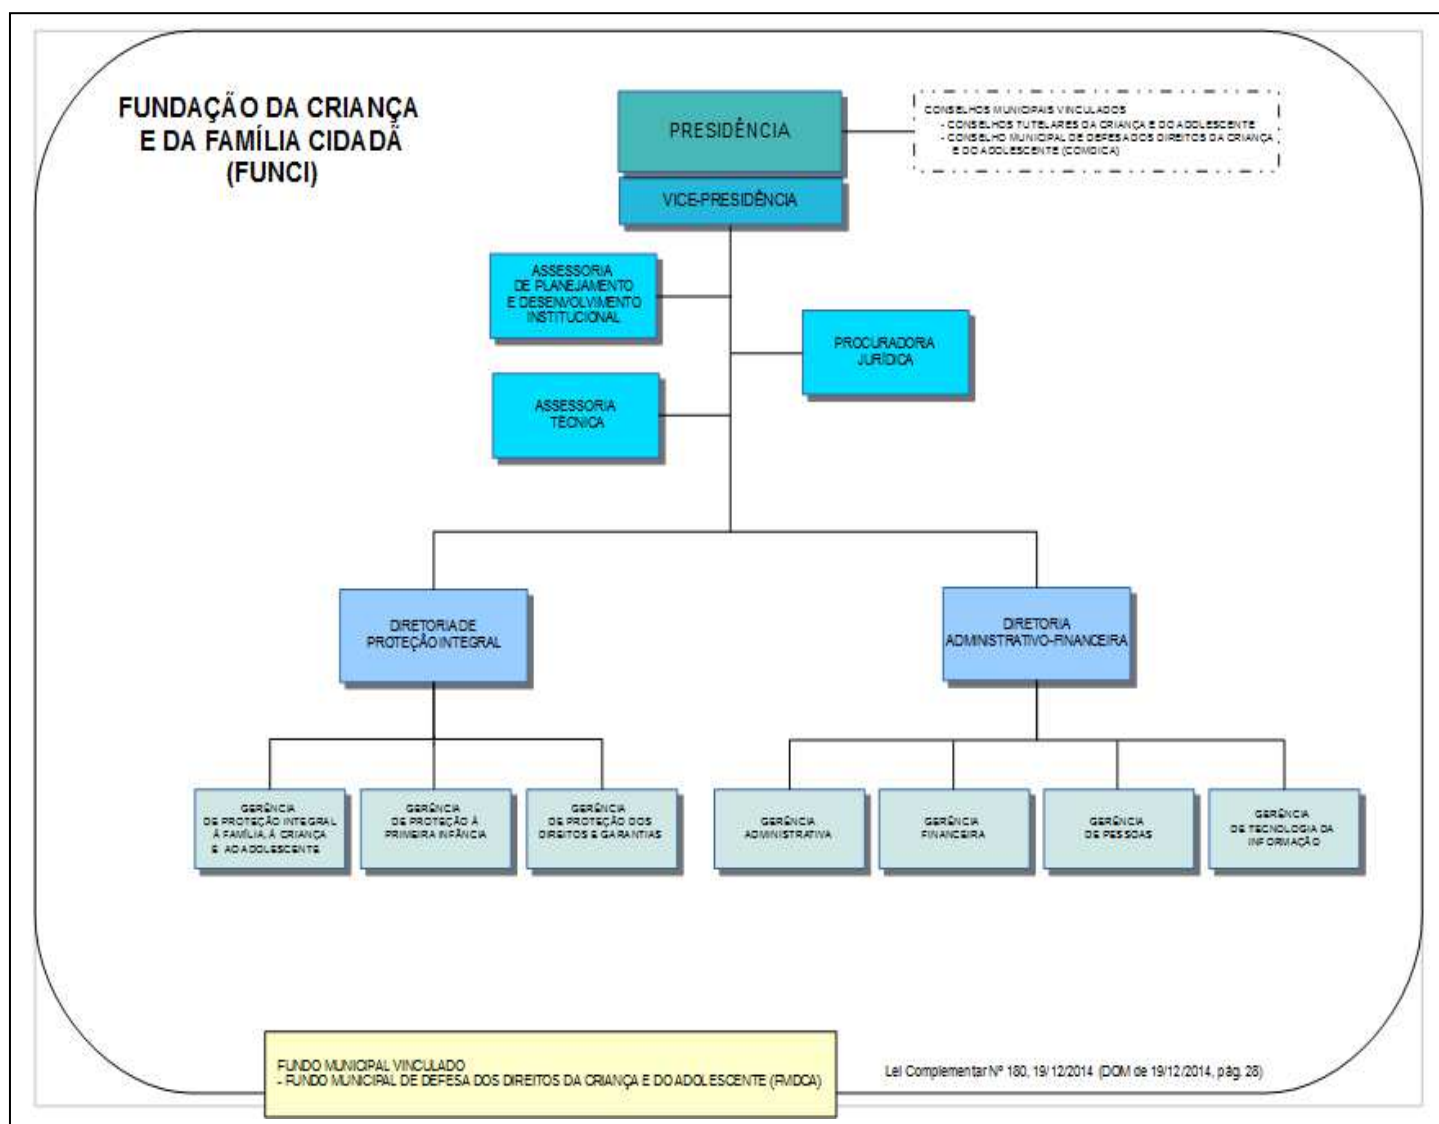 FUNDAÇÃO DA CRIANÇA
E DA FAMÍLIA CIDADÃ
(FUNCI)
PRESIDÊNCIA
CONSELHOS MUNICIPAIS VINCULADOS
- CONSELHOS TUTELARES DA CRIANÇA E DO ADOLESCENTE
- CONSELHO MUNICIPAL DE DEFESA DOS DIREITOS DA CRIANÇA
E DO ADOLESCENTE (COMDICA)
VICE-PRESIDÊNCIA
ASSESSORIA
DE PLANEJAMENTO
E DESENVOLVIMENTO
INSTITUCIONAL
PROCURADORIA
JURÍDICA
ASSESSORIA
TÉCNICA
DIRETORIA DE
PROTEÇÃO INTEGRAL
DIRETORIA
ADMINISTRATIVO-FINANCEIRA
GERÊNCIA
DE PROTEÇÃO INTEGRAL
À FAMÍLIA, À CRIANÇA
E AO ADOLESCENTE
GERÊNCIA
DE PROTEÇÃO À
PRIMEIRA INFÂNCIA
GERÊNCIA
DE PROTEÇÃO DOS
DIREITOS E GARANTIAS
GERÊNCIA
ADMINISTRATIVA
GERÊNCIA
FINANCEIRA
GERÊNCIA
DE PESSOAS
GERÊNCIA
DE TECNOLOGIA DA
INFORMAÇÃO
FUNDO MUNICIPAL VINCULADO
- FUNDO MUNICIPAL DE DEFESA DOS DIREITOS DA CRIANÇA E DO ADOLESCENTE (FMDCA)
Lei Complementar Nº 180, 19/12/2014 (DOM de 19/12/2014, pág. 28)